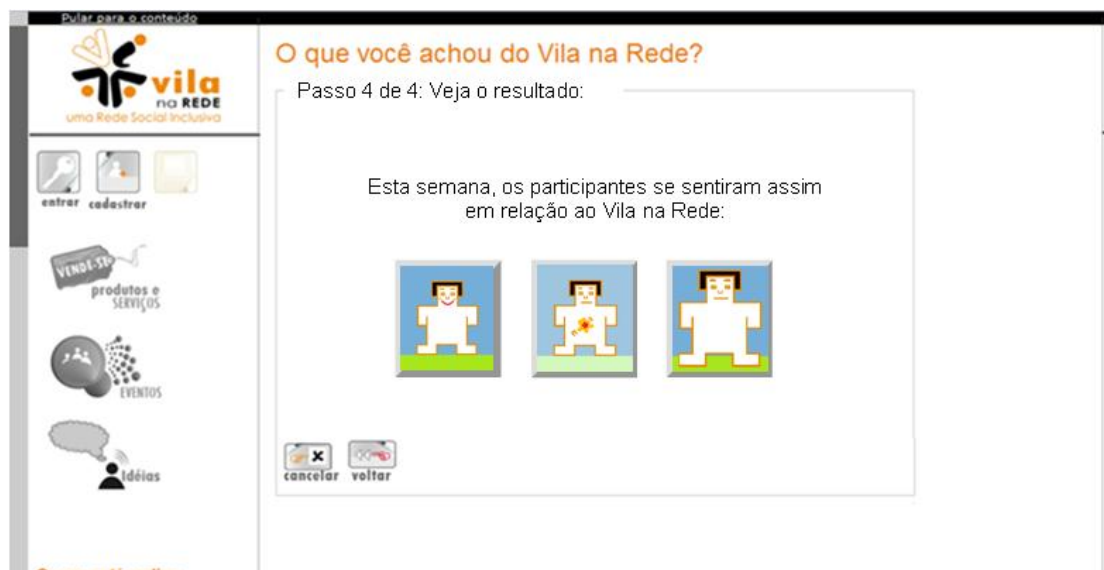 Pular para o conteúdo
vila
na REDE
uma Rede Social Inclusiva
entrar cadastrar
VENDE-SE
produtos e
SERVIÇOS
EVENTOS
Idéias
O que você achou do Vila na Rede?
Passo 4 de 4: Veja o resultado:
Esta semana, os participantes se sentiram assim
em relação ao Vila na Rede:
cancelar voltar